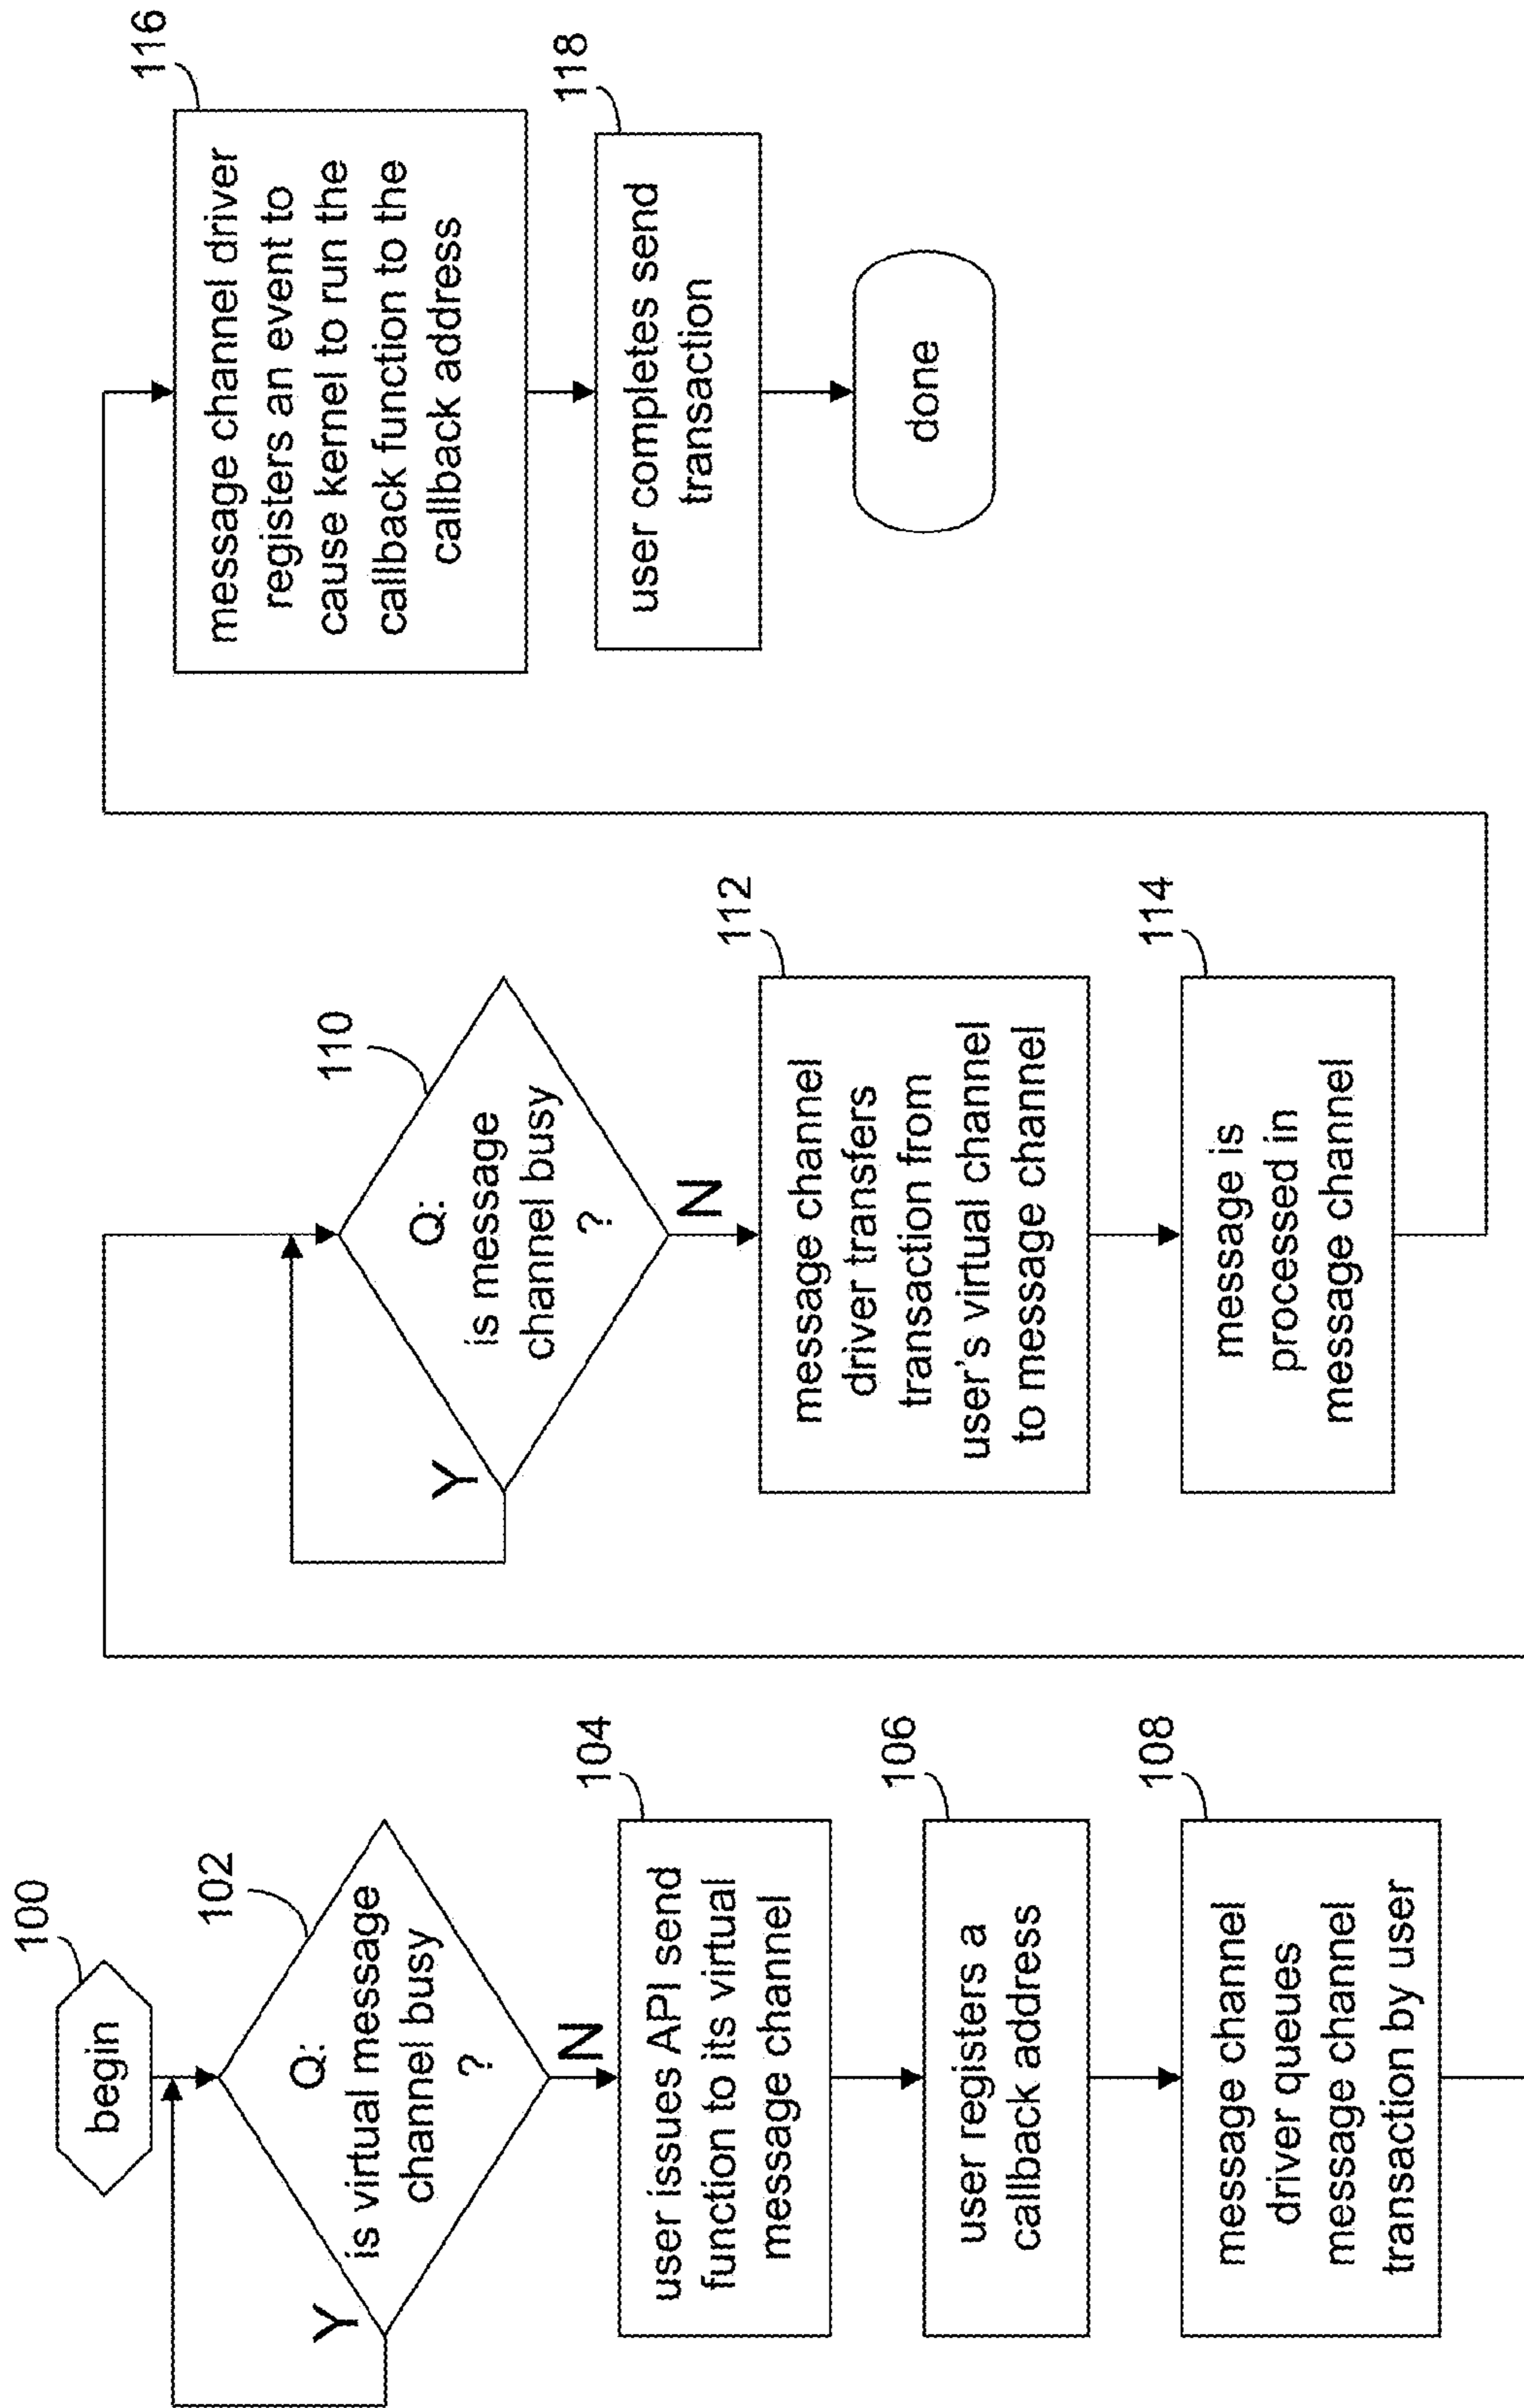 100
begin
102
Q:
is virtual message
channel busy
?
Y
N
104
user issues API send
function to its virtual
message channel
106
user registers a
callback address
108
message channel
driver queues
message channel
transaction by user
110
Q:
is message
channel busy
?
Y
N
112
message channel
driver transfers
transaction from
user's virtual channel
to message channel
114
message is
processed in
message channel
116
message channel driver
registers an event to
cause kernel to run the
callback function to the
callback address
118
user completes send
transaction
done